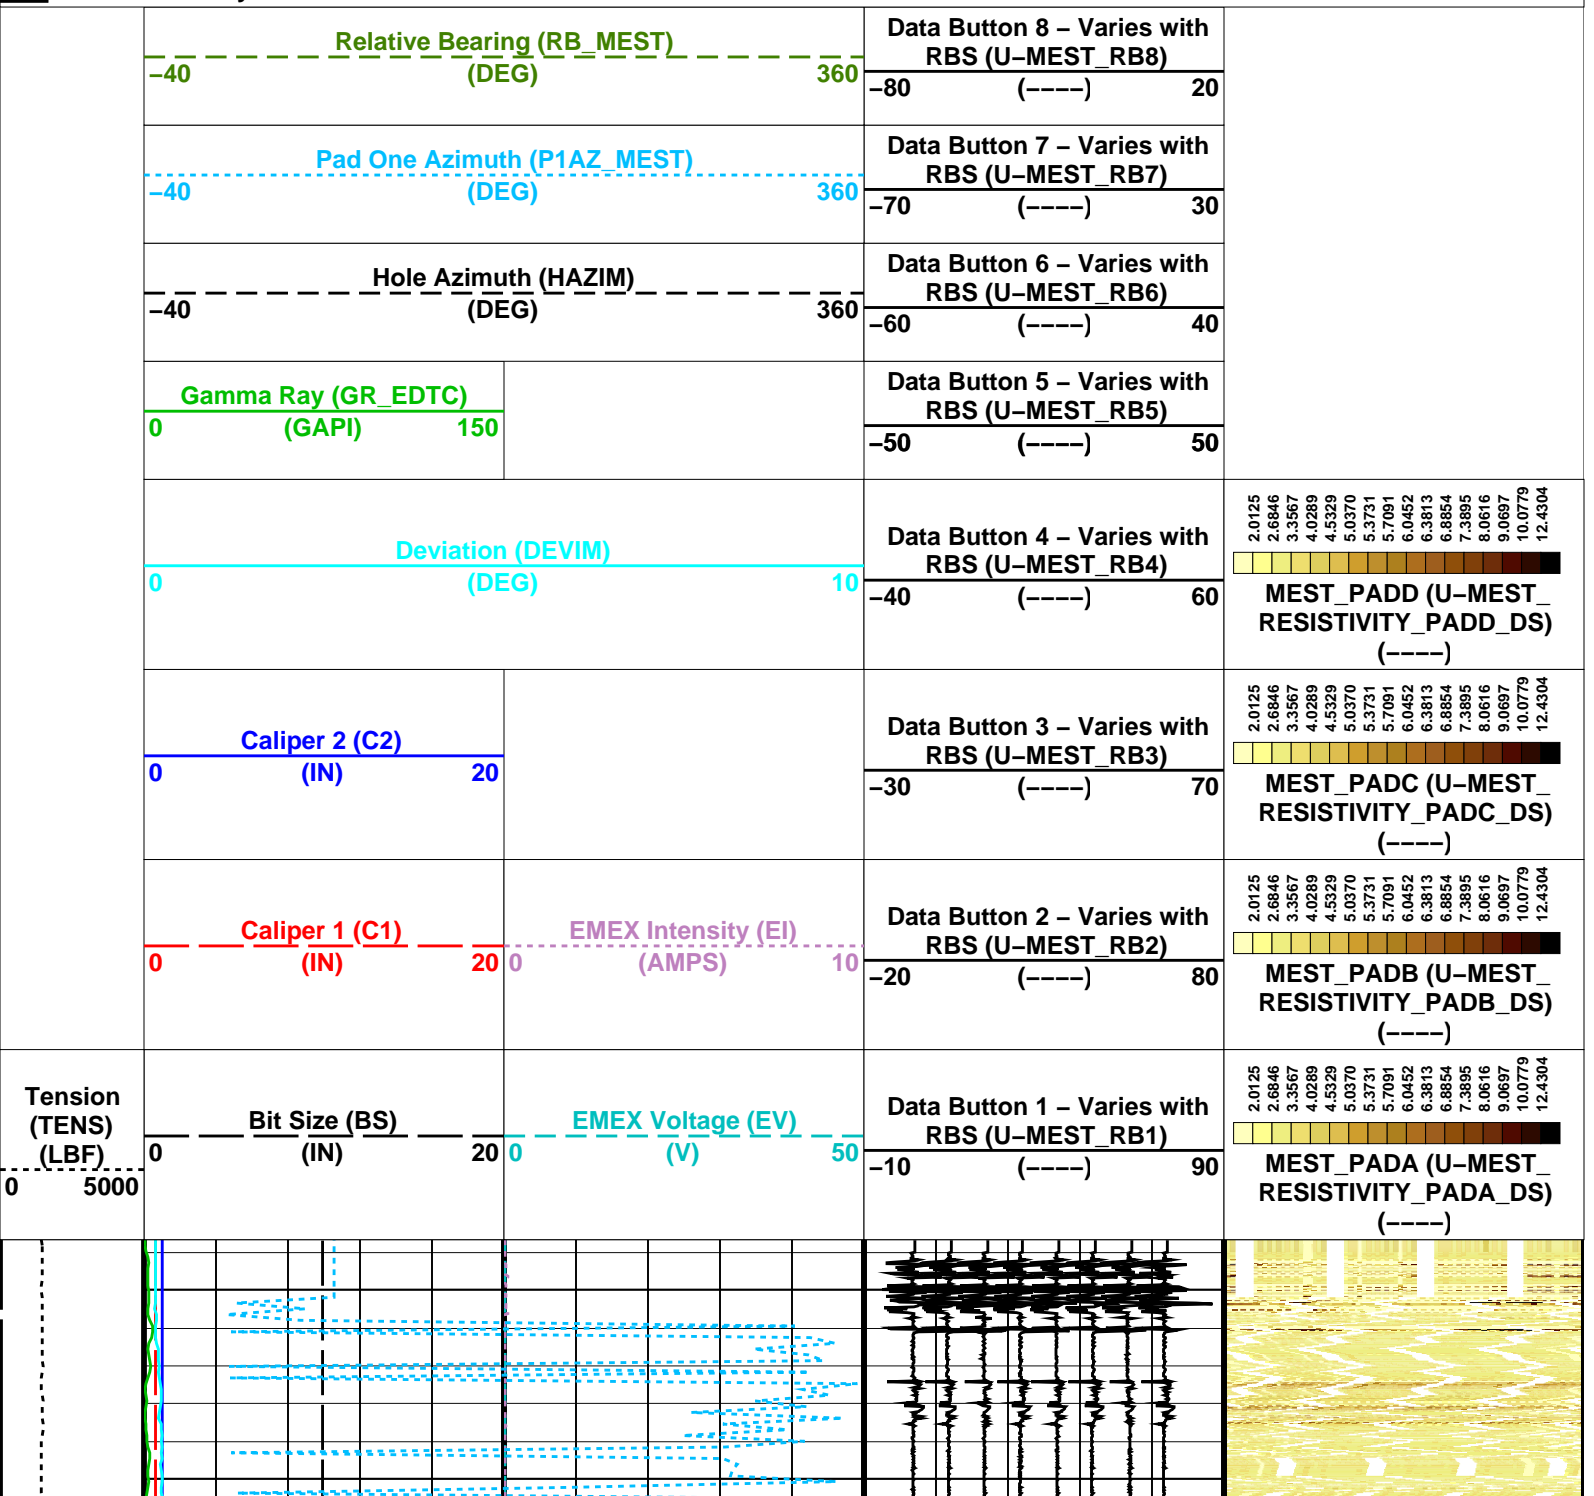 Relative Bearing (RB_MEST)
−40 (DEG) 360
Data Button 8 − Varies with
RBS (U−MEST_RB8)
−80 (−−−−) 20
Pad One Azimuth (P1AZ_MEST)
−40 (DEG) 360
Data Button 7 − Varies with
RBS (U−MEST_RB7)
−70 (−−−−) 30
Hole Azimuth (HAZIM)
−40 (DEG) 360
Data Button 6 − Varies with
RBS (U−MEST_RB6)
−60 (−−−−) 40
Gamma Ray (GR_EDTC)
0 (GAPI) 150
Data Button 5 − Varies with
RBS (U−MEST_RB5)
−50 (−−−−) 50
Deviation (DEVIM)
0 (DEG) 10
Data Button 4 − Varies with
RBS (U−MEST_RB4)
−40 (−−−−) 60
2.0125 2.6846 3.3567 4.0289 4.5329 5.0370 5.3731 5.7091 6.0452 6.3813 6.8854 7.3895 8.0616 9.0697 10.0779 12.4304
MEST_PADD (U−MEST_
RESISTIVITY_PADD_DS)
(−−−−)
Caliper 2 (C2)
0 (IN) 20
Data Button 3 − Varies with
RBS (U−MEST_RB3)
−30 (−−−−) 70
2.0125 2.6846 3.3567 4.0289 4.5329 5.0370 5.3731 5.7091 6.0452 6.3813 6.8854 7.3895 8.0616 9.0697 10.0779 12.4304
MEST_PADC (U−MEST_
RESISTIVITY_PADC_DS)
(−−−−)
Caliper 1 (C1)
0 (IN) 20
EMEX Intensity (EI)
0 (AMPS) 10
Data Button 2 − Varies with
RBS (U−MEST_RB2)
−20 (−−−−) 80
2.0125 2.6846 3.3567 4.0289 4.5329 5.0370 5.3731 5.7091 6.0452 6.3813 6.8854 7.3895 8.0616 9.0697 10.0779 12.4304
MEST_PADB (U−MEST_
RESISTIVITY_PADB_DS)
(−−−−)
Tension
(TENS)
(LBF)
0 5000
Bit Size (BS)
0 (IN) 20
EMEX Voltage (EV)
0 (V) 50
Data Button 1 − Varies with
RBS (U−MEST_RB1)
−10 (−−−−) 90
2.0125 2.6846 3.3567 4.0289 4.5329 5.0370 5.3731 5.7091 6.0452 6.3813 6.8854 7.3895 8.0616 9.0697 10.0779 12.4304
MEST_PADA (U−MEST_
RESISTIVITY_PADA_DS)
(−−−−)